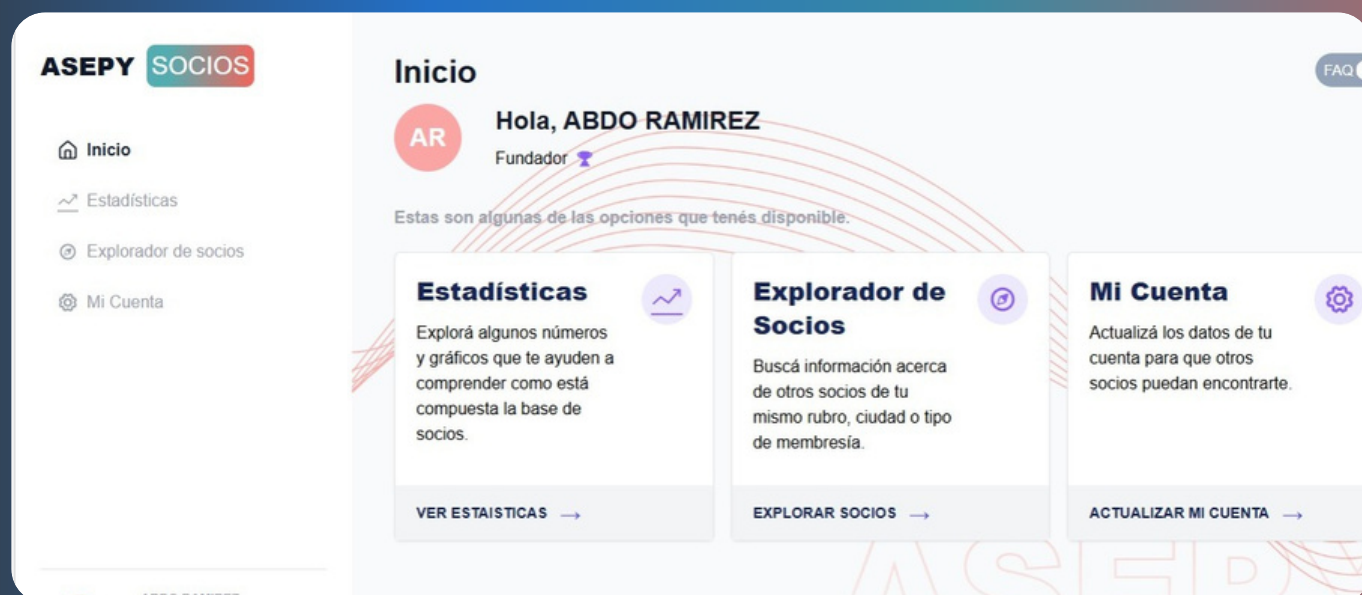 ASEPY SOCIOS
Inicio
Estadísticas
Explorador de socios
Mi Cuenta
Inicio
FAQ
AR
Hola, ABDO RAMIREZ
Fundador
Estas son algunas de las opciones que tenés disponible.
Estadísticas
Explorá algunos números
y gráficos que te ayuden a
comprender como está
compuesta la base de
socios.
VER ESTAISTICAS →
Explorador de
Socios
Buscá información acerca
de otros socios de tu
mismo rubro, ciudad o tipo
de membresía.
EXPLORAR SOCIOS →
Mi Cuenta
Actualizá los datos de tu
cuenta para que otros
socios puedan encontrarte.
ACTUALIZAR MI CUENTA →
ASEPY